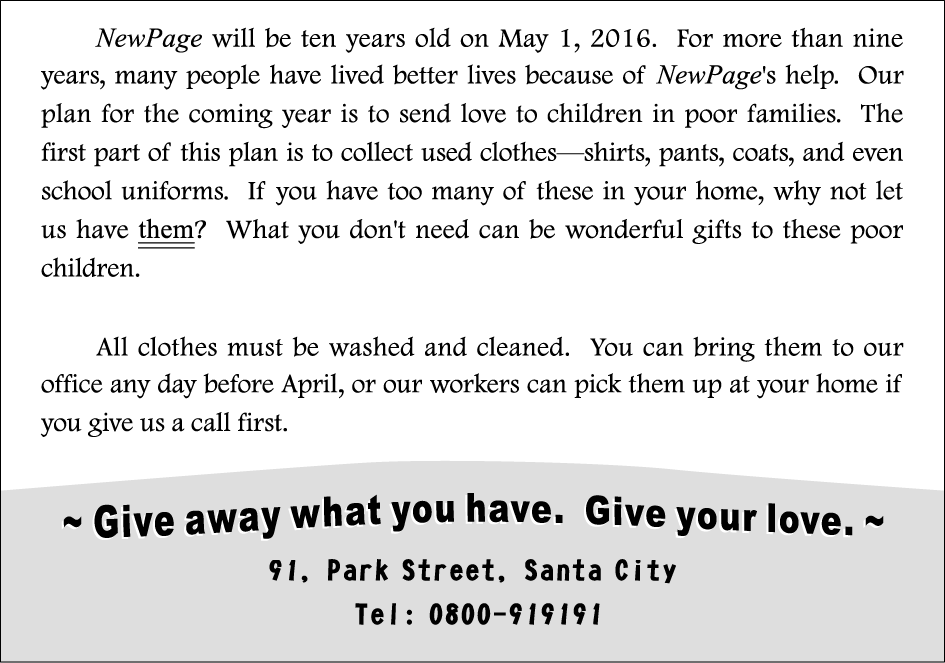 NewPage will be ten years old on May 1, 2016.  For more than nine
years, many people have lived better lives because of NewPage's help.  Our
plan for the coming year is to send love to children in poor families.  The
first part of this plan is to collect used clothes—shirts, pants, coats, and even
school uniforms.  If you have too many of these in your home, why not let
us have them?  What you don't need can be wonderful gifts to these poor
children.
All clothes must be washed and cleaned.  You can bring them to our
office any day before April, or our workers can pick them up at your home if
you give us a call first.
~ Give away what you have.  Give your love. ~
91, Park Street, Santa City
Tel: 0800-919191